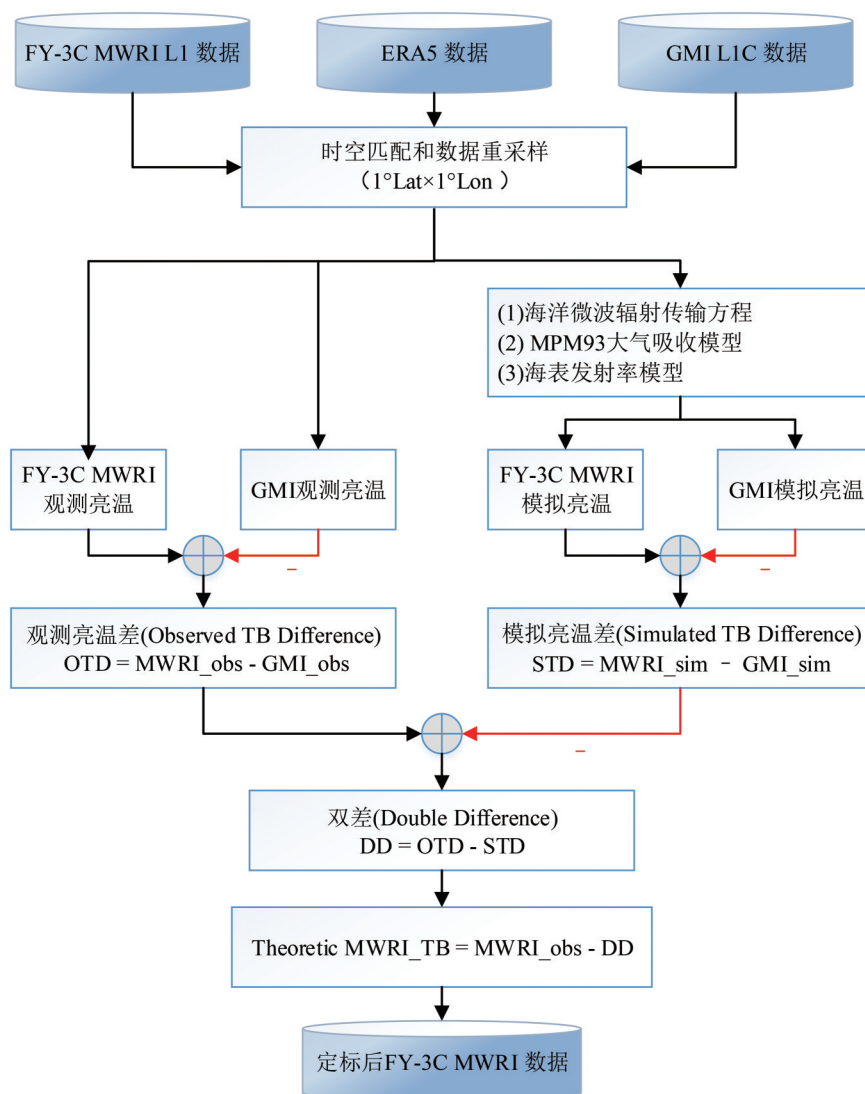 FY-3C MWRI L1 数据
ERA5 数据
GMI L1C 数据
时空匹配和数据重采样
（1°Lat×1°Lon ）
(1)海洋微波辐射传输方程
(2) MPM93大气吸收模型
(3)海表发射率模型
FY-3C MWRI
观测亮温
GMI观测亮温
FY-3C MWRI
模拟亮温
GMI模拟亮温
－
－
观测亮温差(Observed TB Difference)
OTD = MWRI_obs - GMI_obs
模拟亮温差(Simulated TB Difference)
STD = MWRI_sim － GMI_sim
－
双差(Double Difference)
DD = OTD - STD
Theoretic MWRI_TB = MWRI_obs - DD
定标后FY-3C MWRI 数据